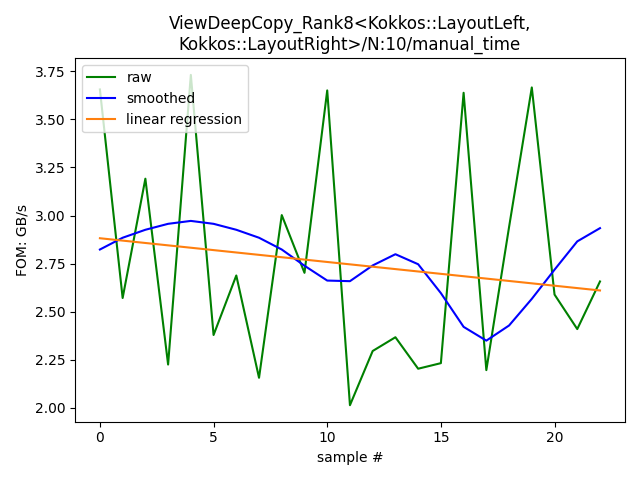 ViewDeepCopy_Rank8<Kokkos::LayoutLeft,
Kokkos::LayoutRight>/N:10/manual_time
raw
smoothed
linear regression
FOM: GB/s
3.75
3.50
3.25
3.00
2.75
2.50
2.25
2.00
0
5
10
15
20
sample #